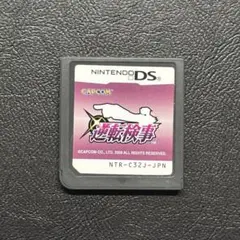 NINTENDO DS
CAPCOM
逆転検事
©CAPCOM CO., LTD. 2009 ALL RIGHTS RESERVED.
NTR-C32J-JPN